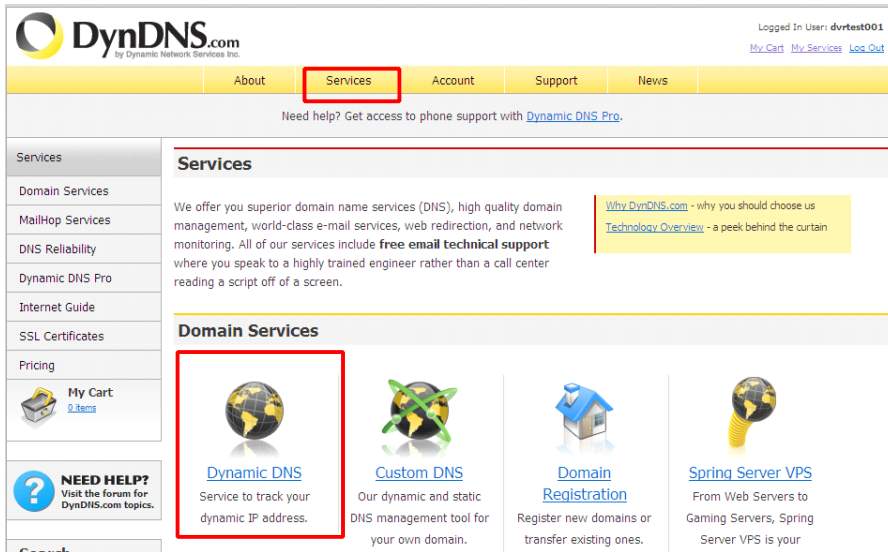 DynDNS.com
by Dynamic Network Services Inc.
Logged In User: dvrtest001
My Cart My Services Log Out
About Services Account Support News
Need help? Get access to phone support with Dynamic DNS Pro.
Services
Domain Services
MailHop Services
DNS Reliability
Dynamic DNS Pro
Internet Guide
SSL Certificates
Pricing
My Cart
0 items
NEED HELP?
Visit the forum for
DynDNS.com topics.
Search
Services
We offer you superior domain name services (DNS), high quality domain
management, world-class e-mail services, web redirection, and network
monitoring. All of our services include free email technical support
where you speak to a highly trained engineer rather than a call center
reading a script off of a screen.
Why DynDNS.com - why you should choose us
Technology Overview - a peek behind the curtain
Domain Services
Dynamic DNS
Service to track your
dynamic IP address.
Custom DNS
Our dynamic and static
DNS management tool for
your own domain.
Domain
Registration
Register new domains or
transfer existing ones.
Spring Server VPS
From Web Servers to
Gaming Servers, Spring
Server VPS is your